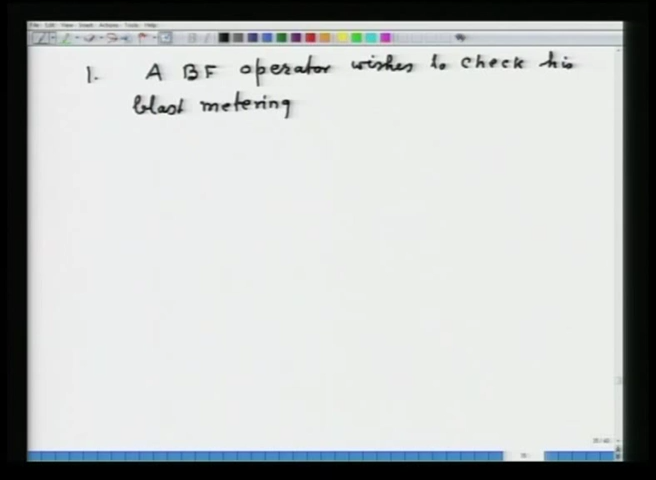 1. A BF operator wishes to check his
blast metering